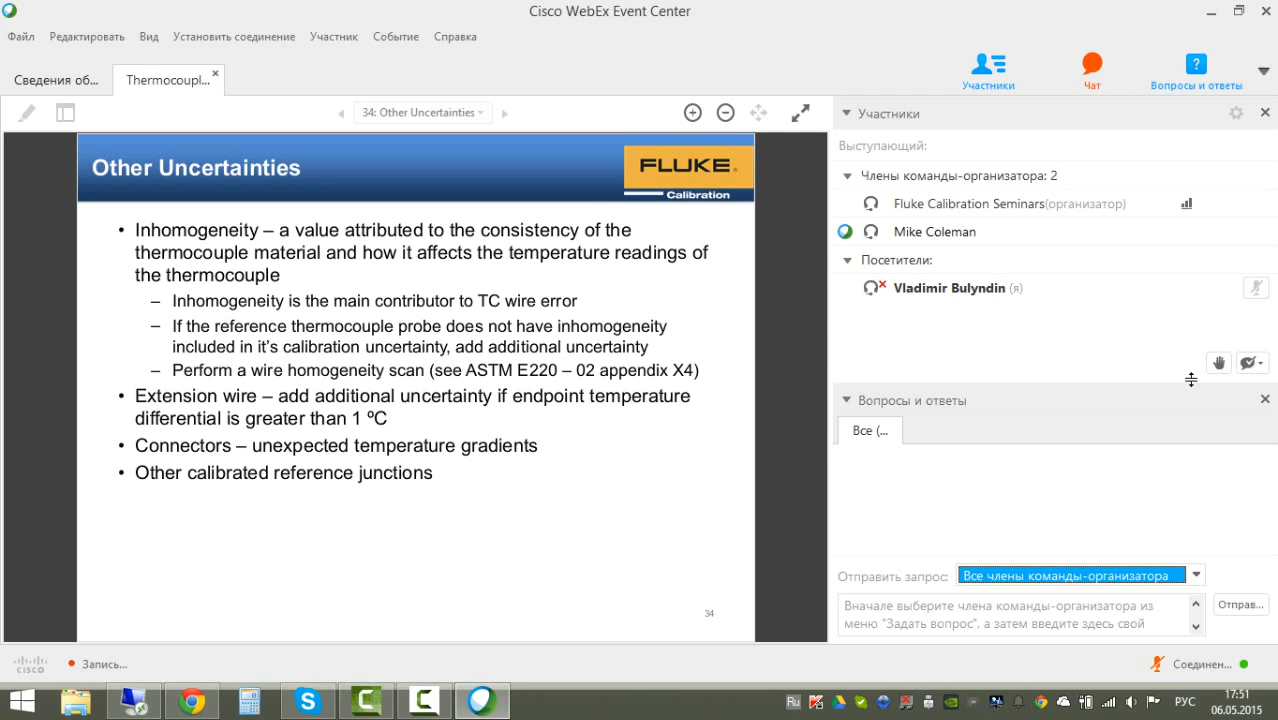 Cisco WebEx Event Center
Файл Редактировать Вид Установить соединение Участник Событие Справка
Сведения об... Thermocoupl...
Участники Чат Вопросы и ответы
34: Other Uncertainties
Other Uncertainties
FLUKE®
Calibration
• Inhomogeneity – a value attributed to the consistency of the
thermocouple material and how it affects the temperature readings of
the thermocouple
– Inhomogeneity is the main contributor to TC wire error
– If the reference thermocouple probe does not have inhomogeneity
included in it's calibration uncertainty, add additional uncertainty
– Perform a wire homogeneity scan (see ASTM E220 – 02 appendix X4)
• Extension wire – add additional uncertainty if endpoint temperature
differential is greater than 1 ºC
• Connectors – unexpected temperature gradients
• Other calibrated reference junctions
34
Участники
Выступающий:
Члены команды-организатора: 2
Fluke Calibration Seminars(организатор)
Mike Coleman
Посетители:
Vladimir Bulyndin (я)
Вопросы и ответы
Все (...
Отправить запрос: Все члены команды-организатора
Вначале выберите члена команды-организатора из
меню "Задать вопрос", а затем введите здесь свой
Отправ...
cisco Запись...
Соединен...
Ru РУС
17:51
06.05.2015